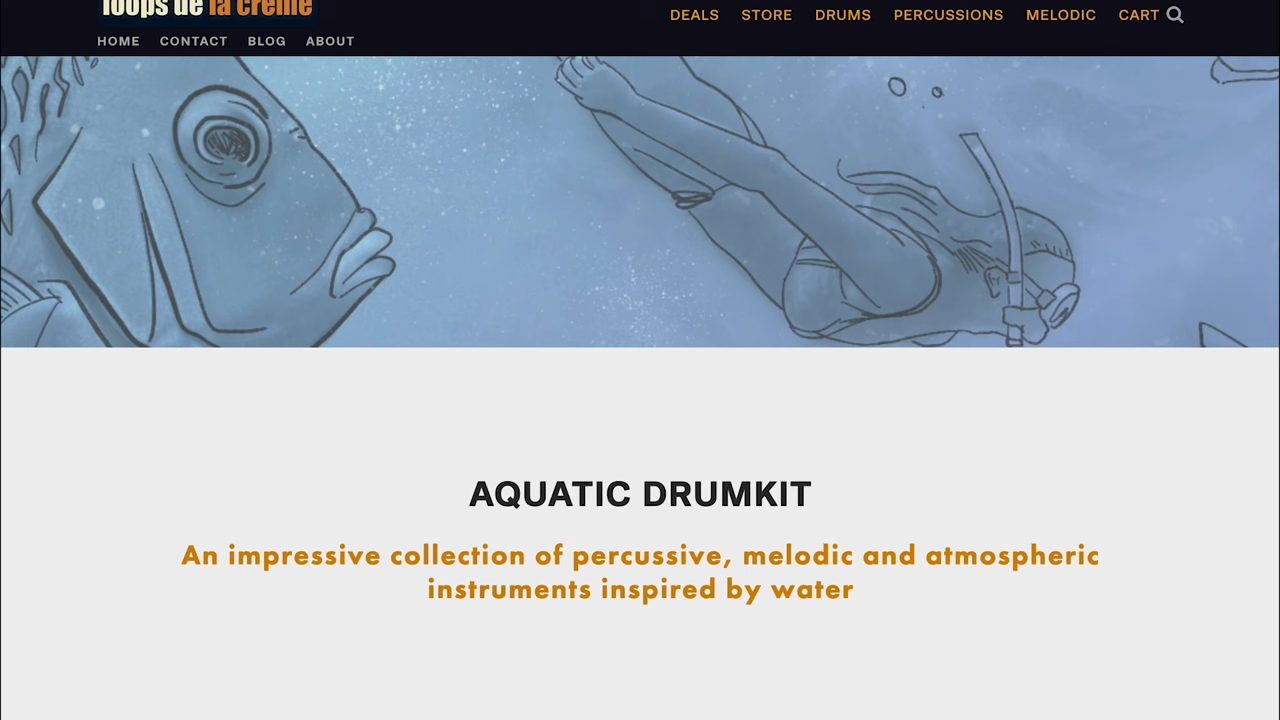 loops de la crème
DEALS STORE DRUMS PERCUSSIONS MELODIC CART
HOME CONTACT BLOG ABOUT
AQUATIC DRUMKIT
An impressive collection of percussive, melodic and atmospheric
instruments inspired by water